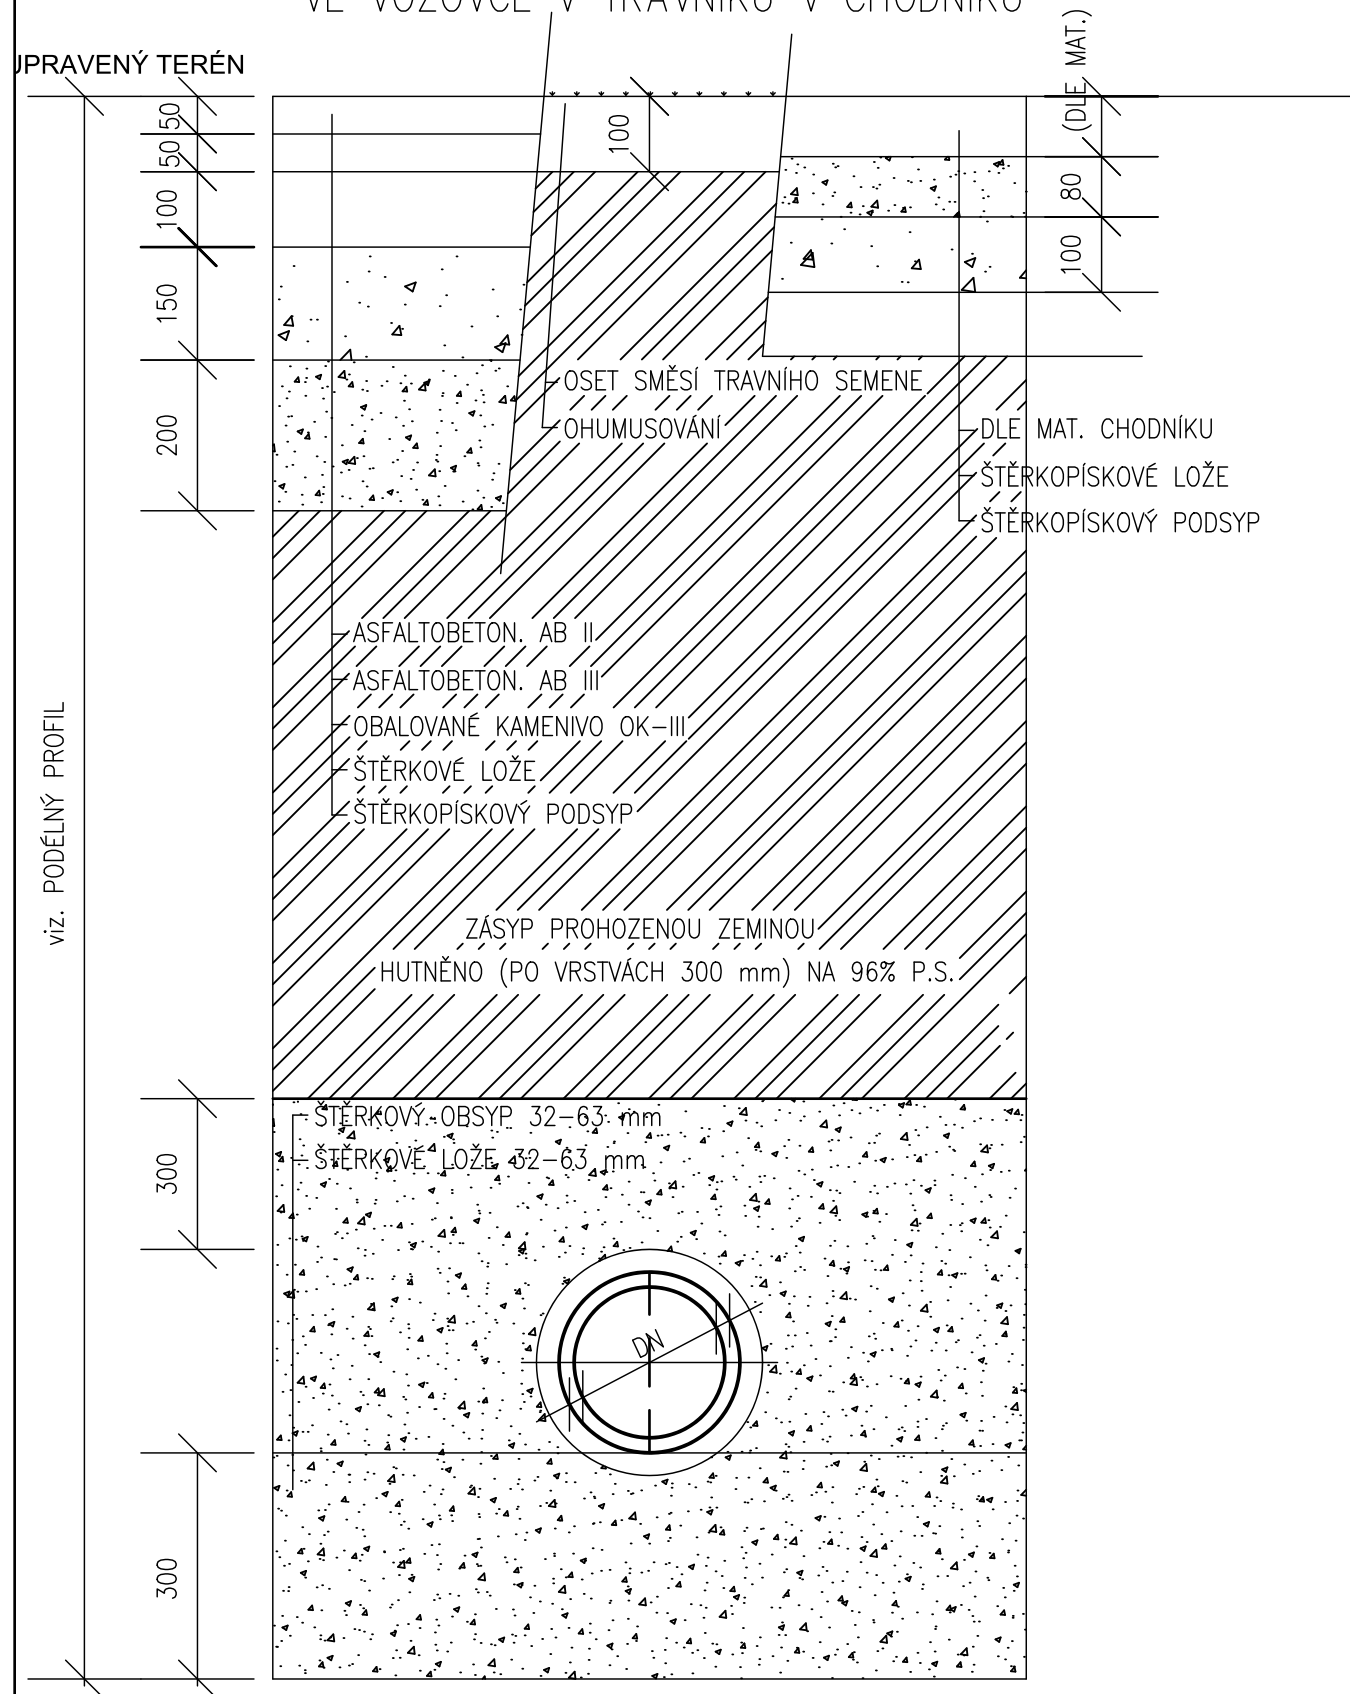 VE VOZOVCE V TRÁVNÍKU V CHODNÍKU
UPRAVENÝ TERÉN
50
50
100
150
200
100
(DLE MAT.)
80
100
OSET SMĚSÍ TRAVNÍHO SEMENE
OHUMUSOVÁNÍ
DLE MAT. CHODNÍKU
ŠTĚRKOPÍSKOVÉ LOŽE
ŠTĚRKOPÍSKOVÝ PODSYP
ASFALTOBETON. AB II
ASFALTOBETON. AB III
OBALOVANÉ KAMENIVO OK-III
ŠTĚRKOVÉ LOŽE
ŠTĚRKOPÍSKOVÝ PODSYP
viz. PODÉLNÝ PROFIL
ZÁSYP PROHOZENOU ZEMINOU
HUTNĚNO (PO VRSTVÁCH 300 mm) NA 96% P.S.
ŠTĚRKOVÝ OBSYP 32-63 mm
ŠTĚRKOVÉ LOŽE 32-63 mm
300
DN
300